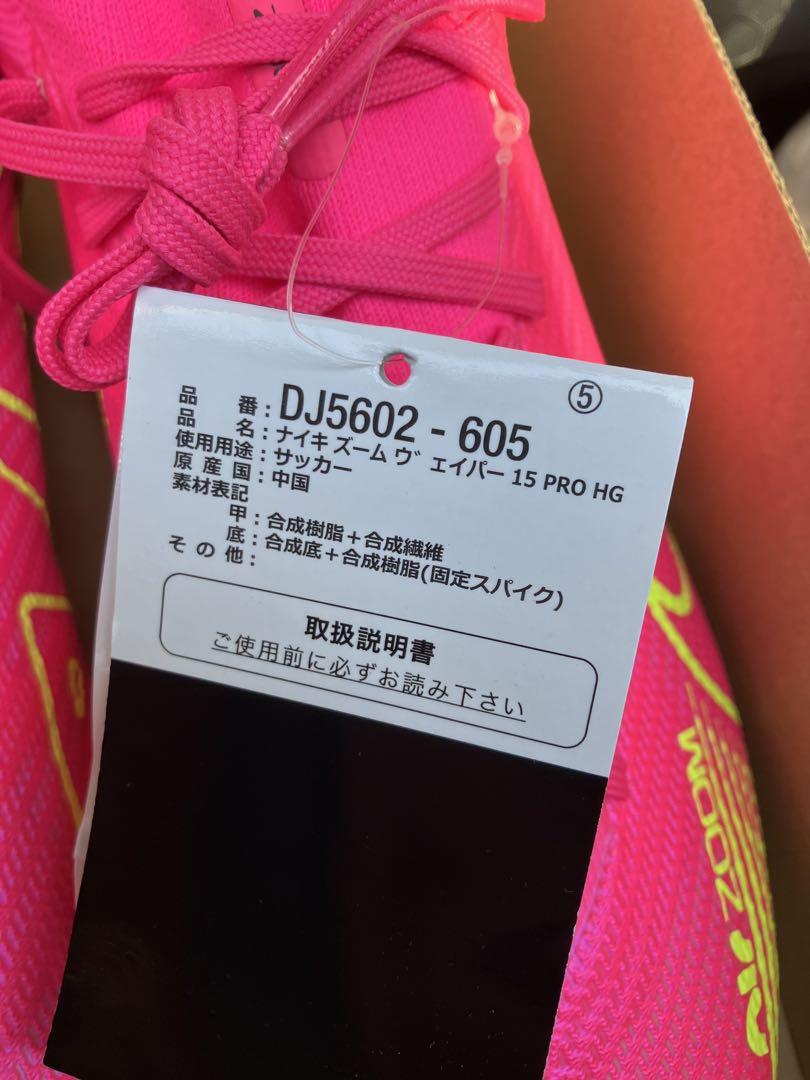 ⑤
品番:DJ5602-605
品名:ナイキ ズーム ヴェイパー 15 PRO HG
使用用途:サッカー
原産国:中国
素材表記
甲:合成樹脂+合成繊維
底:合成底+合成樹脂(固定スパイク)
その他:
取扱説明書
ご使用前に必ずお読み下さい
ZOOM